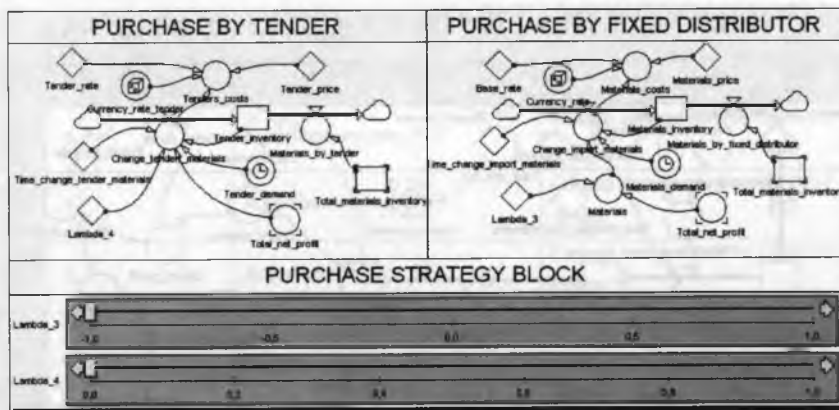 PURCHASE BY TENDER
Tender_rate
Tenders_costs
Tender_price
Currency_rate_tender
Tender_inventory
Change_tender_materials
Materials_by_tender
Time_change_tender_materials
Tender_demand
Total_materials_inventory
Lambda_4
Total_net_profit
PURCHASE BY FIXED DISTRIBUTOR
Base_rate
Materials_costs
Materials_price
Currency_rate
Materials_inventory
Change_import_materials
Materials_by_fixed_distributor
Time_change_import_materials
Materials_demand
Total_materials_inventory
Lambda_3
Materials
Total_net_profit
PURCHASE STRATEGY BLOCK
Lambda_3
-1,0 -0,5 0,0 0,5 1,0
Lambda_4
0,0 0,2 0,4 0,6 0,8 1,0